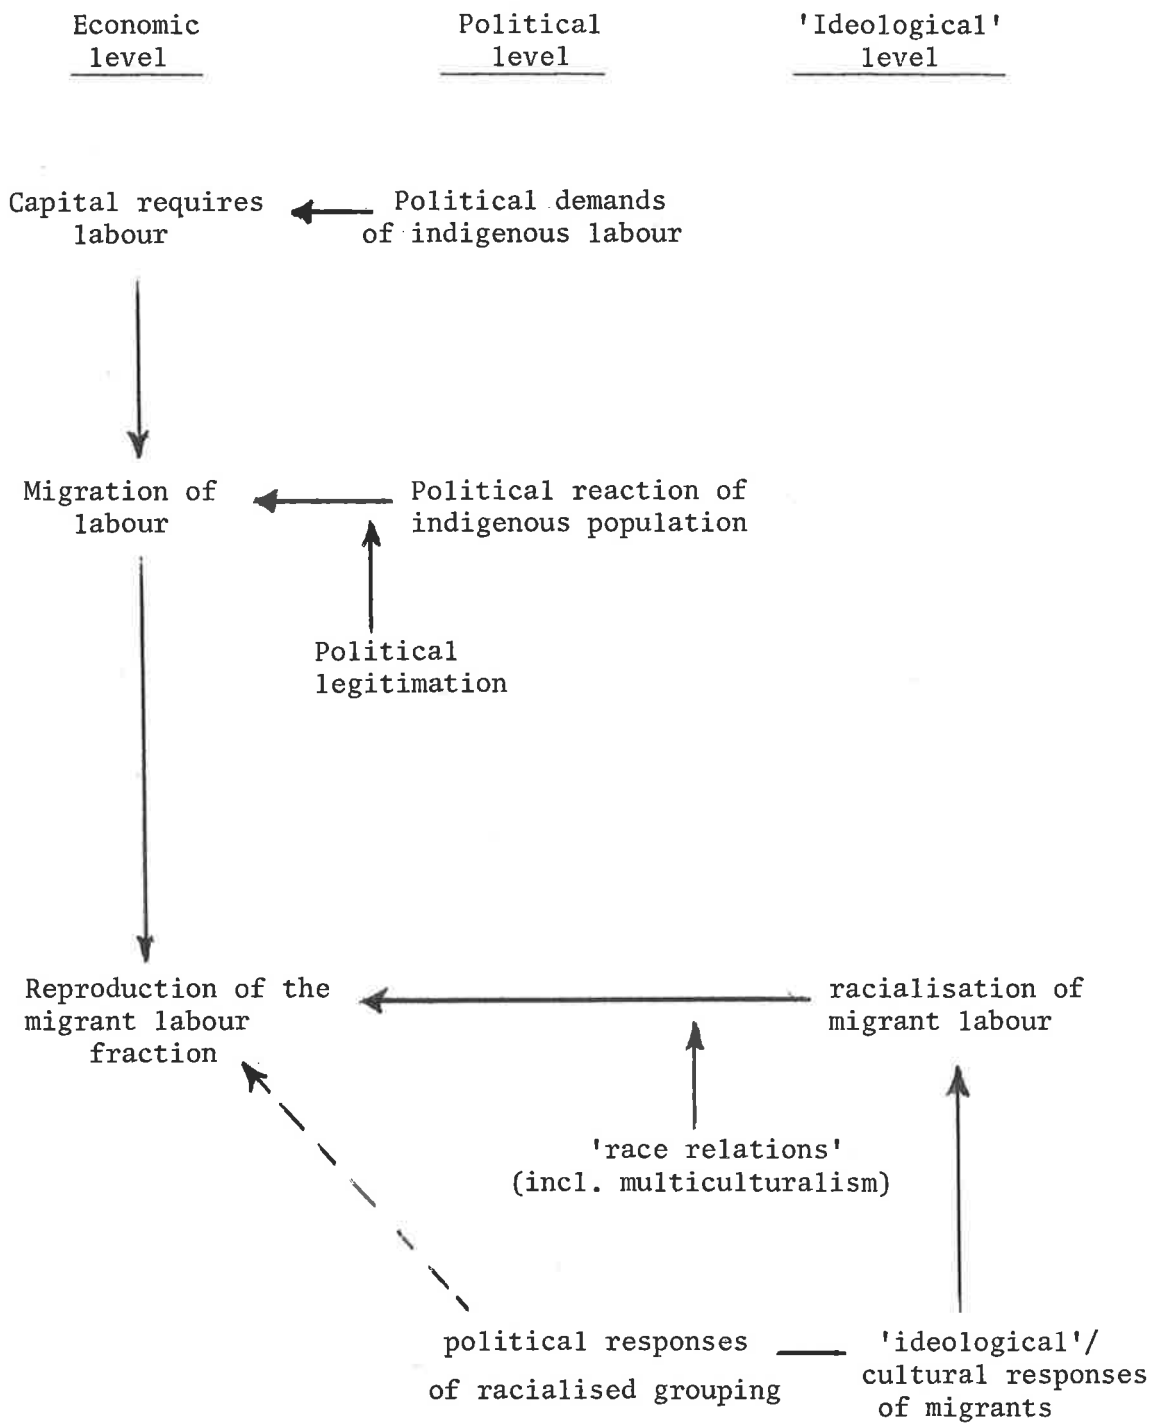 Economic
level
Political
level
'Ideological'
level
Capital requires
labour
Political demands
of indigenous labour
Migration of
labour
Political reaction of
indigenous population
Political
legitimation
Reproduction of the
migrant labour
fraction
racialisation of
migrant labour
'race relations'
(incl. multiculturalism)
political responses
of racialised grouping
'ideological'/
cultural responses
of migrants